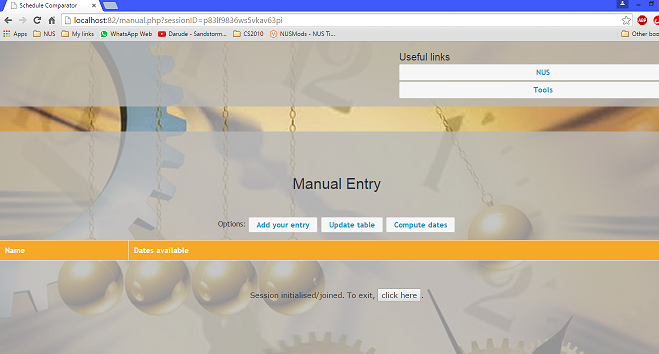 Schedule Comparator
localhost:82/manual.php?sessionID=p83lf9836ws5vkav63pi
Apps NUS My links WhatsApp Web Darude - Sandstorm... CS2010 NUSMods - NUS Ti... Other boo
Useful links
NUS
Tools
Manual Entry
Options: Add your entry Update table Compute dates
Name Dates available
Session initialised/joined. To exit, click here .